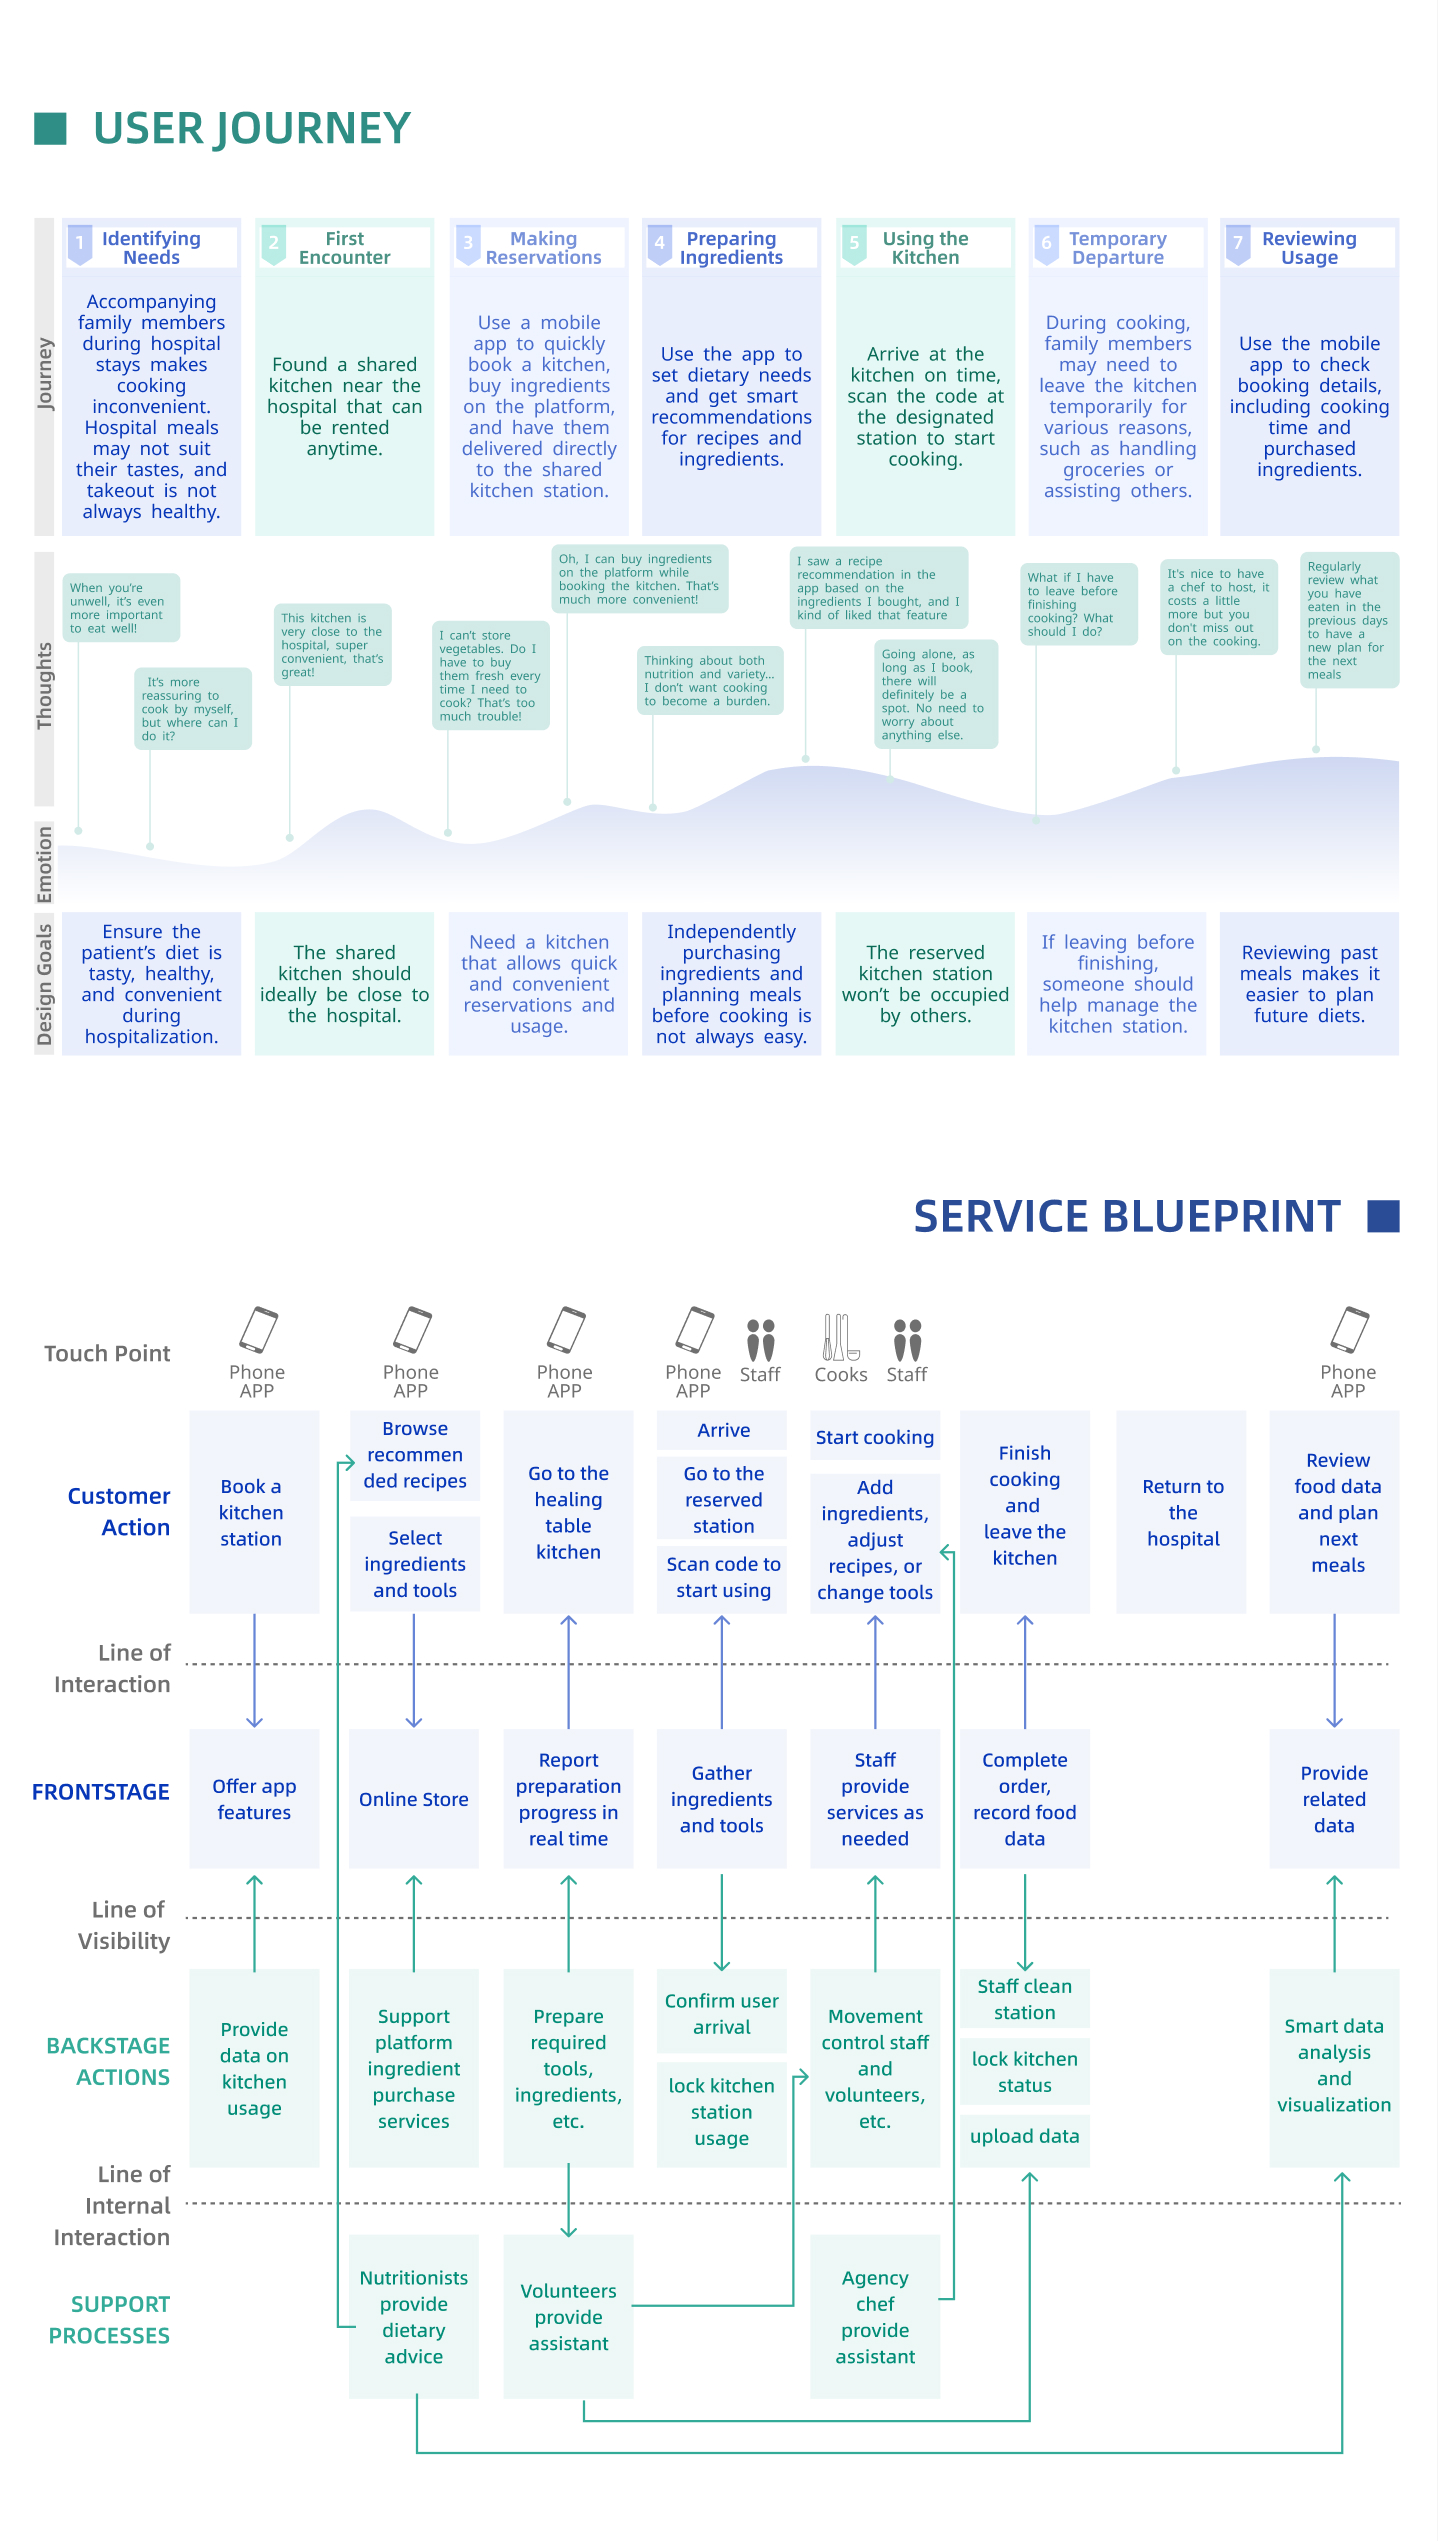 USER JOURNEY
Journey
1
Identifying
Needs
Accompanying
family members
during hospital
stays makes
cooking
inconvenient.
Hospital meals
may not suit
their tastes, and
takeout is not
always healthy.
2
First
Encounter
Found a shared
kitchen near the
hospital that can
be rented
anytime.
3
Making
Reservations
Use a mobile
app to quickly
book a kitchen,
buy ingredients
on the platform,
and have them
delivered directly
to the shared
kitchen station.
4
Preparing
Ingredients
Use the app to
set dietary needs
and get smart
recommendations
for recipes and
ingredients.
5
Using the
Kitchen
Arrive at the
kitchen on time,
scan the code at
the designated
station to start
cooking.
6
Temporary
Departure
During cooking,
family members
may need to
leave the kitchen
temporarily for
various reasons,
such as handling
groceries or
assisting others.
7
Reviewing
Usage
Use the mobile
app to check
booking details,
including cooking
time and
purchased
ingredients.
Thoughts
When you’re
unwell, it’s even
more important
to eat well!
It’s more
reassuring to
cook by myself,
but where can I
do it?
This kitchen is
very close to the
hospital, super
convenient, that’s
great!
I can’t store
vegetables. Do I
have to buy
them fresh every
time I need to
cook? That’s too
much trouble!
Oh, I can buy ingredients
on the platform while
booking the kitchen. That’s
much more convenient!
Thinking about both
nutrition and variety...
I don’t want cooking
to become a burden.
I saw a recipe
recommendation in the
app based on the
ingredients I bought, and I
kind of liked that feature
Going alone, as
long as I book,
there will
definitely be a
spot. No need to
worry about
anything else.
What if I have
to leave before
finishing
cooking? What
should I do?
It's nice to have
a chef to host, it
costs a little
more but you
don't miss out
on the cooking.
Regularly
review what
you have
eaten in the
previous days
to have a
new plan for
the next
meals
Emotion
Design Goals
Ensure the
patient’s diet is
tasty, healthy,
and convenient
during
hospitalization.
The shared
kitchen should
ideally be close to
the hospital.
Need a kitchen
that allows quick
and convenient
reservations and
usage.
Independently
purchasing
ingredients and
planning meals
before cooking is
not always easy.
The reserved
kitchen station
won’t be occupied
by others.
If leaving before
finishing,
someone should
help manage the
kitchen station.
Reviewing past
meals makes it
easier to plan
future diets.
SERVICE BLUEPRINT
Touch Point
Phone
APP
Phone
APP
Phone
APP
Phone
APP
Staff
Cooks
Staff
Phone
APP
Customer
Action
Book a
kitchen
station
Browse
recommen
ded recipes
Select
ingredients
and tools
Go to the
healing
table
kitchen
Arrive
Go to the
reserved
station
Scan code to
start using
Start cooking
Add
ingredients,
adjust
recipes, or
change tools
Finish
cooking
and
leave the
kitchen
Return to
the
hospital
Review
food data
and plan
next
meals
Line of
Interaction
FRONTSTAGE
Offer app
features
Online Store
Report
preparation
progress in
real time
Gather
ingredients
and tools
Staff
provide
services as
needed
Complete
order,
record food
data
Provide
related
data
Line of
Visibility
BACKSTAGE
ACTIONS
Provide
data on
kitchen
usage
Support
platform
ingredient
purchase
services
Prepare
required
tools,
ingredients,
etc.
Confirm user
arrival
lock kitchen
station
usage
Movement
control staff
and
volunteers,
etc.
Staff clean
station
lock kitchen
status
upload data
Smart data
analysis
and
visualization
Line of
Internal
Interaction
SUPPORT
PROCESSES
Nutritionists
provide
dietary
advice
Volunteers
provide
assistant
Agency
chef
provide
assistant